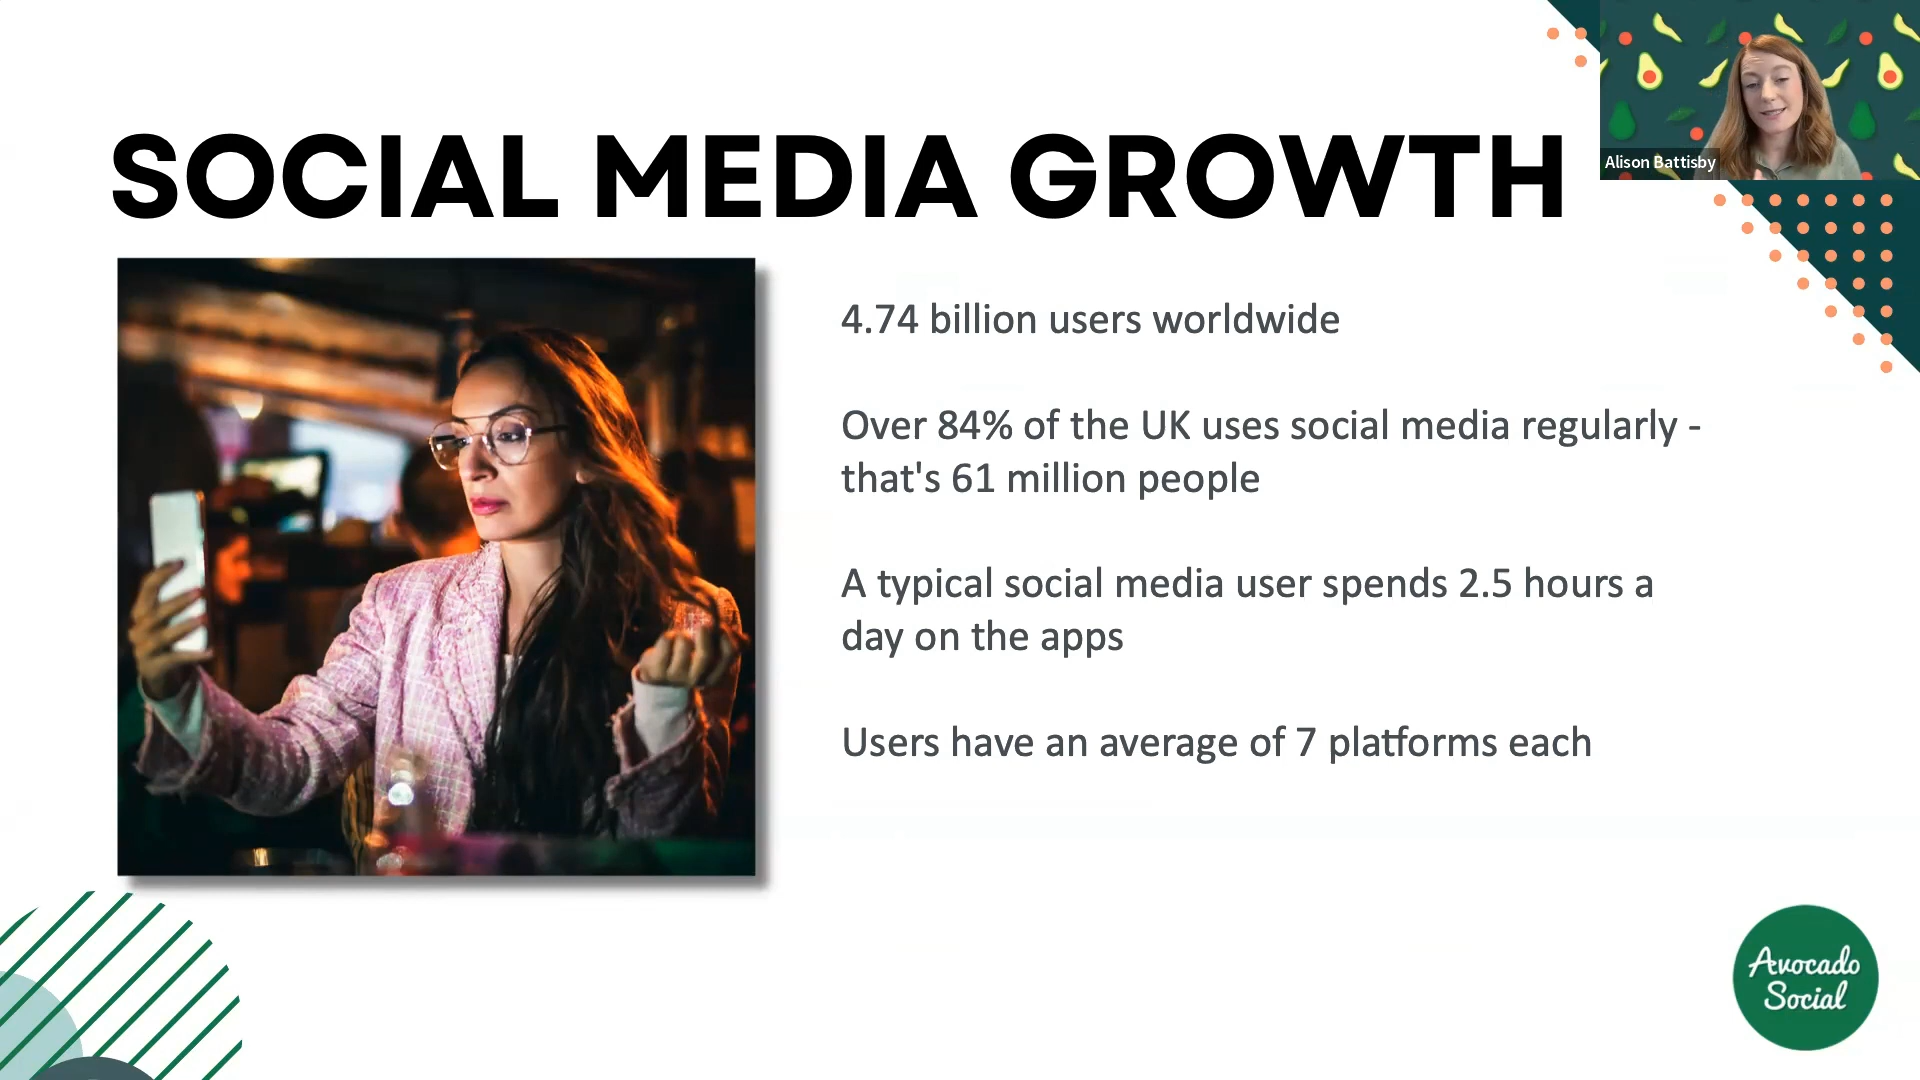 SOCIAL MEDIA GROWTH
Alison Battisby
4.74 billion users worldwide
Over 84% of the UK uses social media regularly -
that's 61 million people
A typical social media user spends 2.5 hours a
day on the apps
Users have an average of 7 platforms each
Avocado
Social